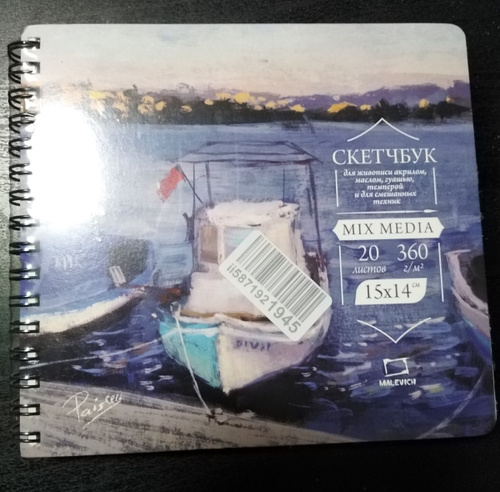 СКЕТЧБУК
для живописи акрилом,
маслом, гуашью,
темперой
и для смешанных
техник
MIX MEDIA
20 360
листов г/м²
15x14 см
MALEVICH
ii5871921945